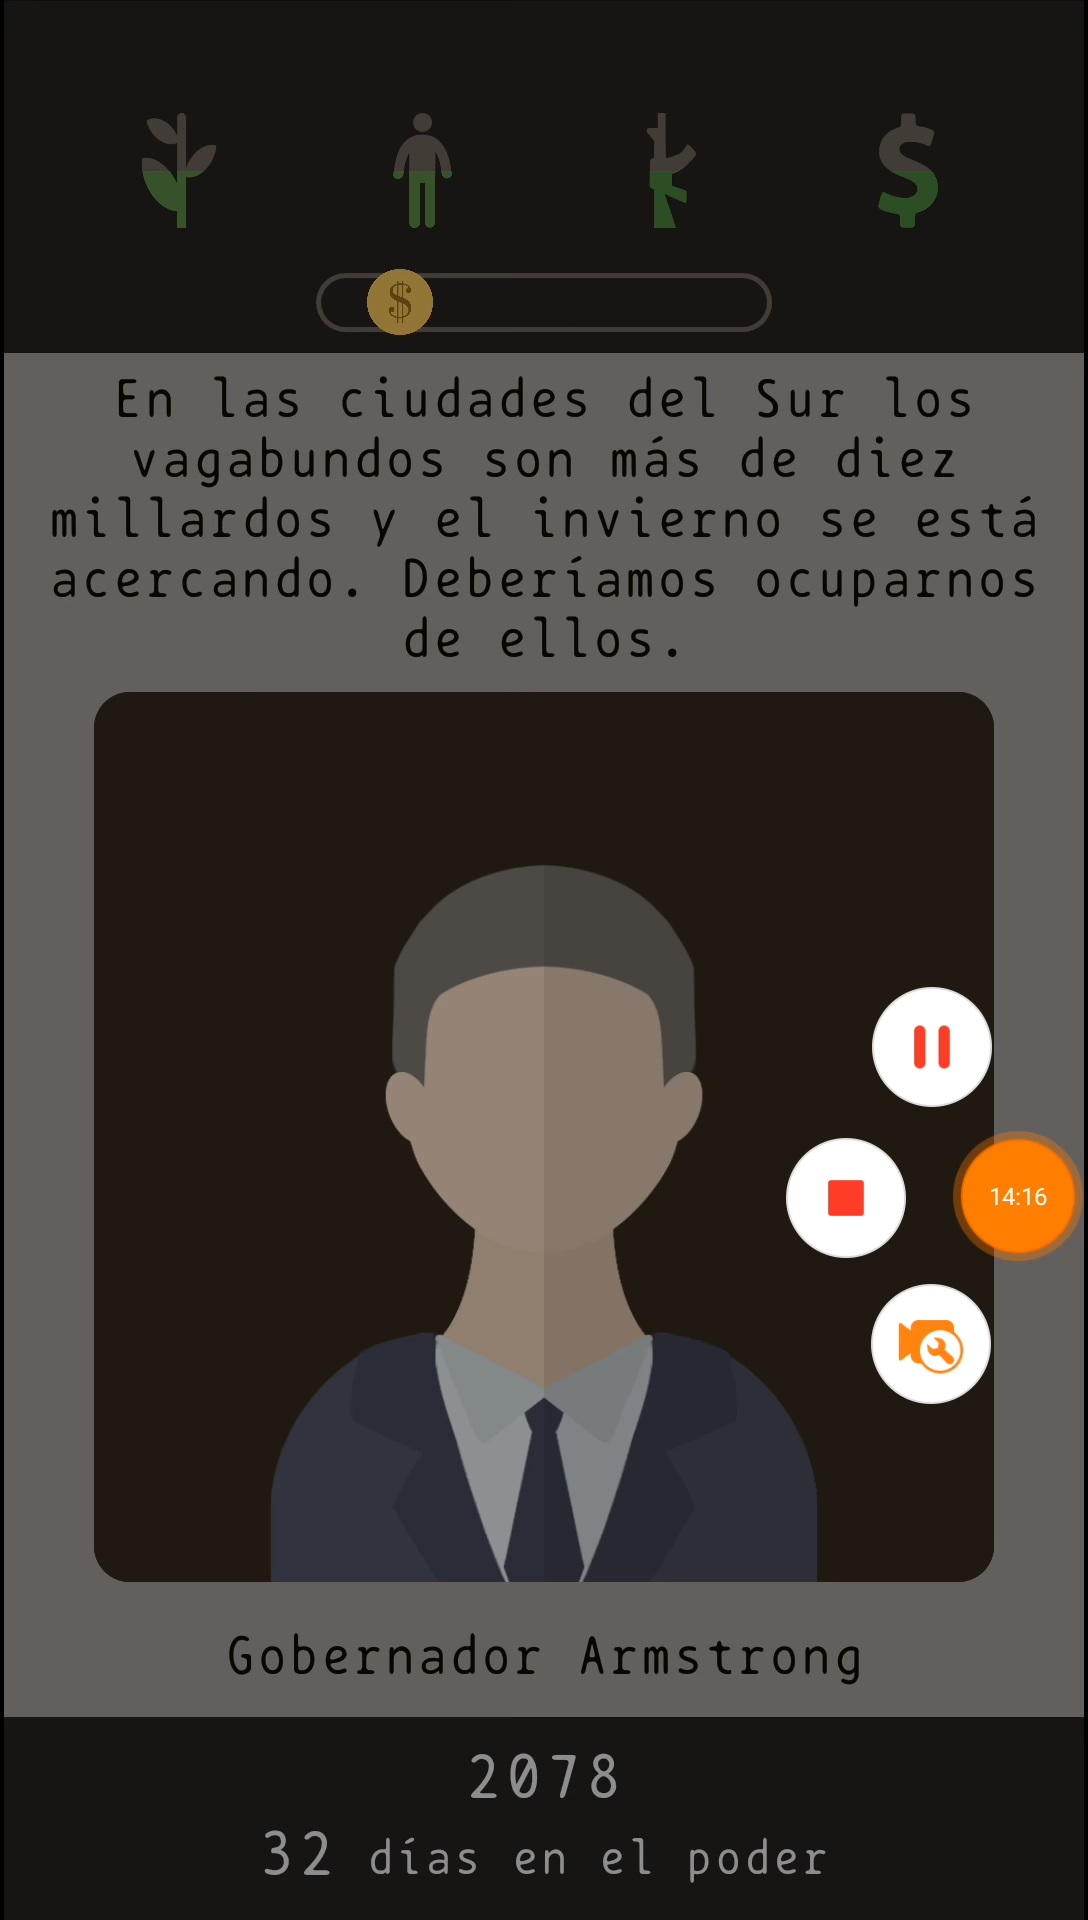 $
En las ciudades del Sur los
vagabundos son más de diez
millardos y el invierno se está
acercando. Deberíamos ocuparnos
de ellos.
14:16
Gobernador Armstrong
2078
32 días en el poder